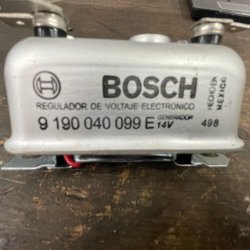 BOSCH
REGULADOR DE VOLTAJE ELECTRONICO
9 190 040 099 E GENERADOR 14V 498
HECHO EN MEXICO